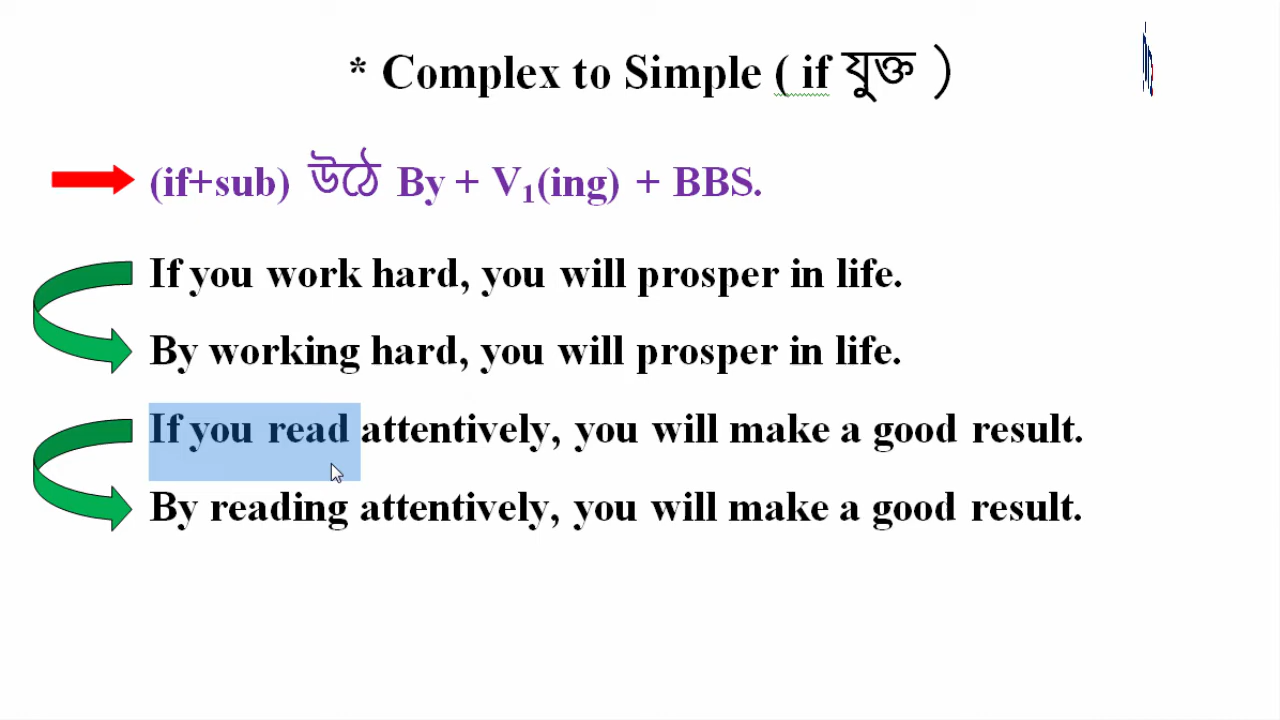 * Complex to Simple ( if যুক্ত )
(if+sub) উঠে By + V₁(ing) + BBS.
If you work hard, you will prosper in life.
By working hard, you will prosper in life.
If you read attentively, you will make a good result.
By reading attentively, you will make a good result.